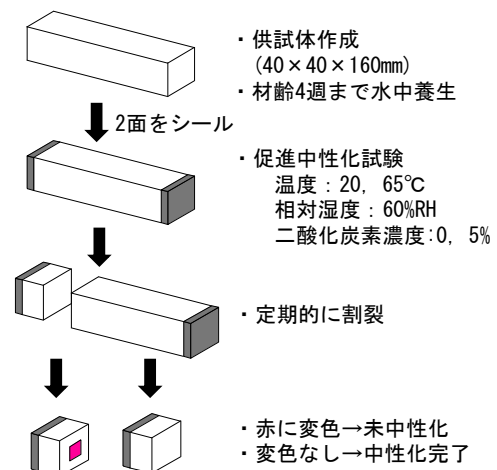 ・供試体作成
(40×40×160mm)
・材齢4週まで水中養生
2面をシール
・促進中性化試験
温度：20, 65℃
相対湿度：60%RH
二酸化炭素濃度:0, 5%
・定期的に割裂
・赤に変色→未中性化
・変色なし→中性化完了